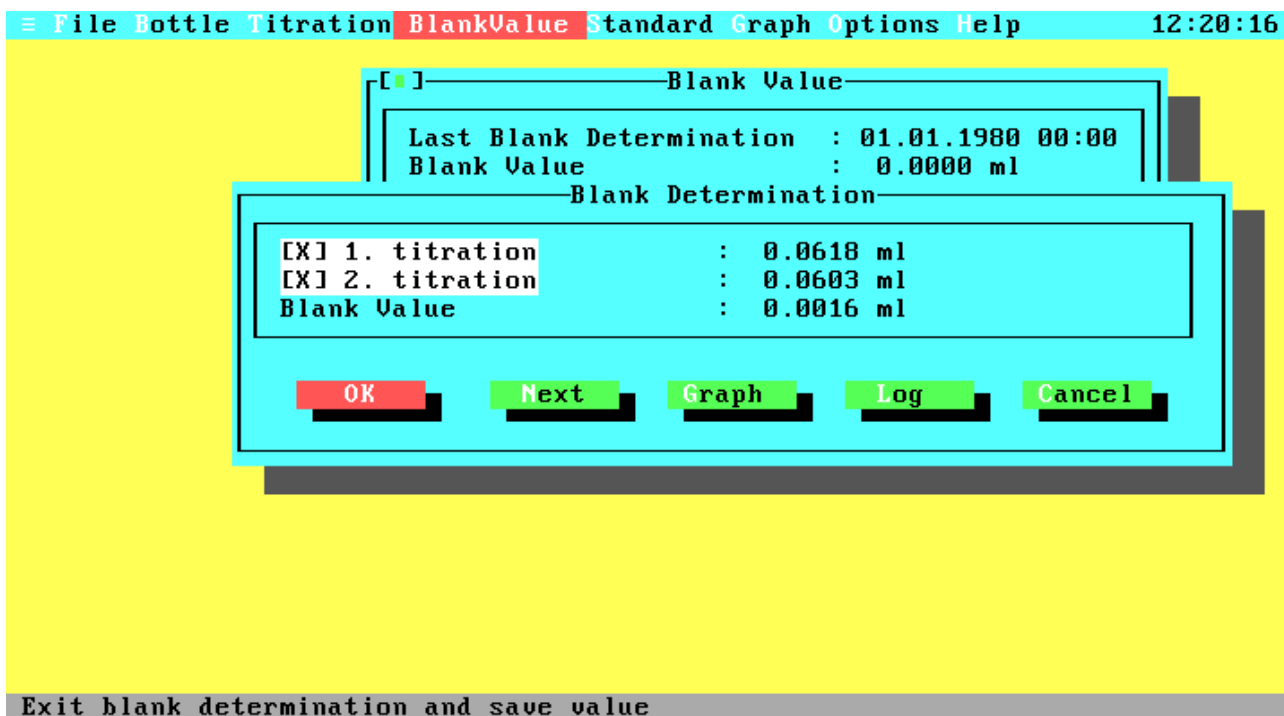 ≡ File Bottle Titration BlankValue Standard Graph Options Help 12:20:16
[▪] Blank Value
Last Blank Determination : 01.01.1980 00:00
Blank Value : 0.0000 ml
Blank Determination
[X] 1. titration : 0.0618 ml
[X] 2. titration : 0.0603 ml
Blank Value : 0.0016 ml
OK Next Graph Log Cancel
Exit blank determination and save value